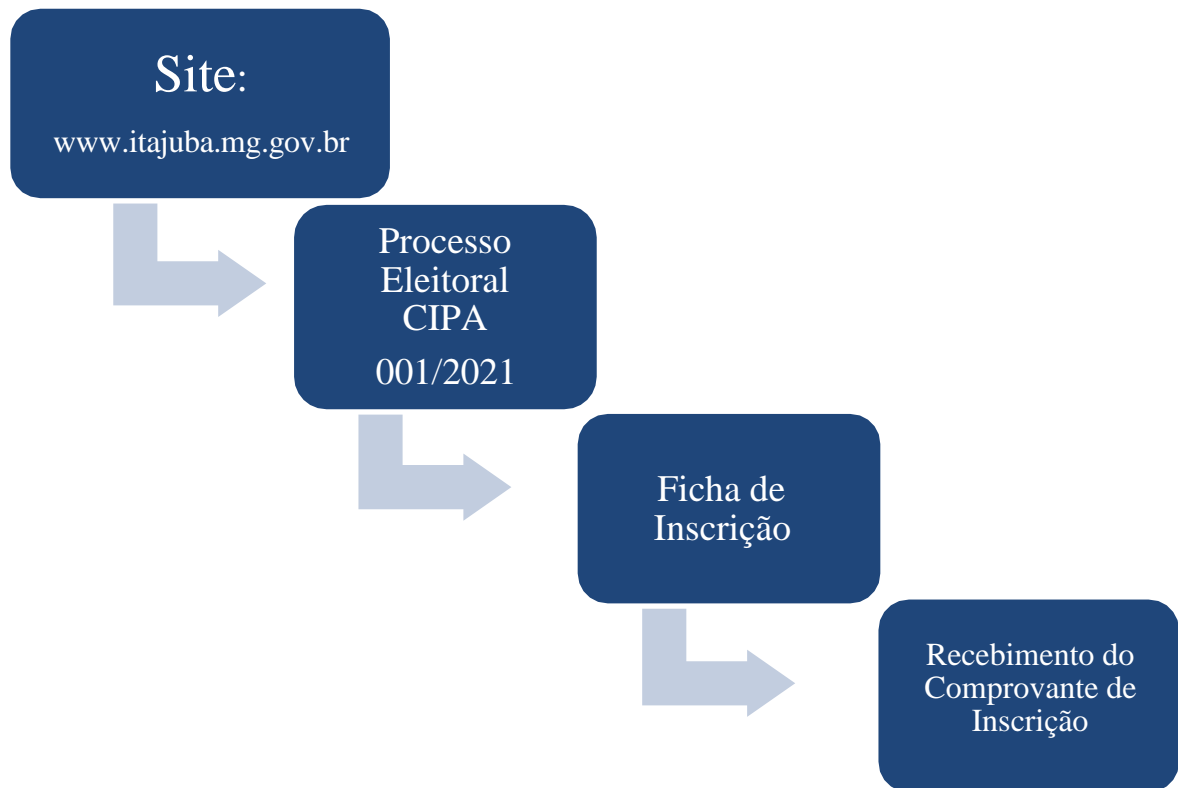 Site:
www.itajuba.mg.gov.br
Processo
Eleitoral
CIPA
001/2021
Ficha de
Inscrição
Recebimento do
Comprovante de
Inscrição